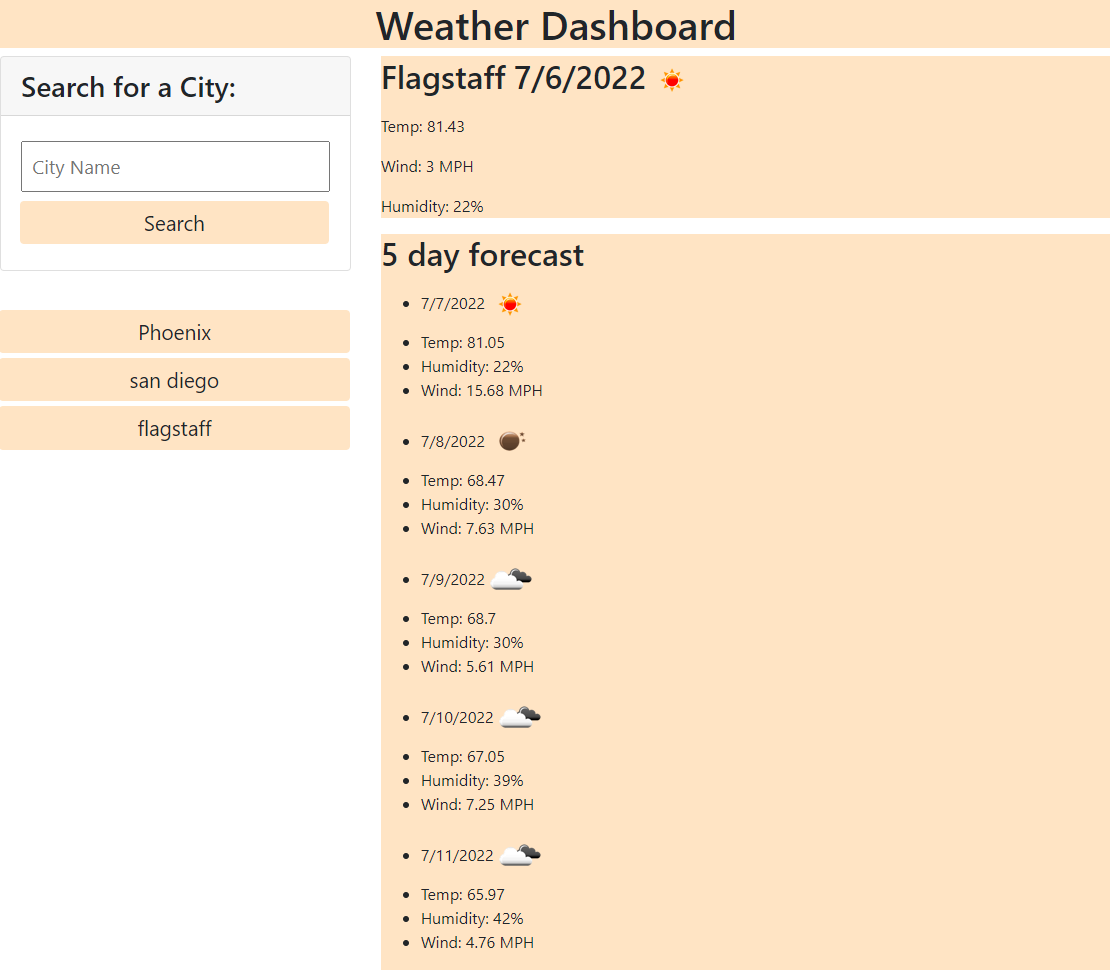 Weather Dashboard
Search for a City:
City Name
Search
Phoenix
san diego
flagstaff
Flagstaff 7/6/2022
Temp: 81.43
Wind: 3 MPH
Humidity: 22%
5 day forecast
7/7/2022
Temp: 81.05
Humidity: 22%
Wind: 15.68 MPH
7/8/2022
Temp: 68.47
Humidity: 30%
Wind: 7.63 MPH
7/9/2022
Temp: 68.7
Humidity: 30%
Wind: 5.61 MPH
7/10/2022
Temp: 67.05
Humidity: 39%
Wind: 7.25 MPH
7/11/2022
Temp: 65.97
Humidity: 42%
Wind: 4.76 MPH